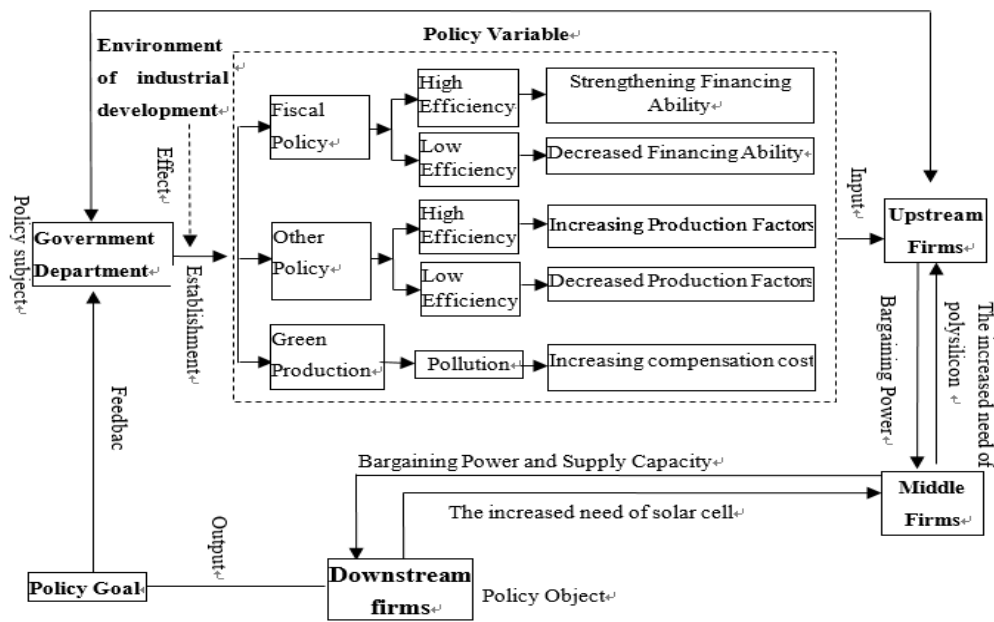 Policy Variable
Environment
of industrial
development
Effect
Policy subject
Government
Department
Establishment
Fiscal
Policy
High
Efficiency
Strengthening Financing
Ability
Low
Efficiency
Decreased Financing Ability
Other
Policy
High
Efficiency
Increasing Production Factors
Low
Efficiency
Decreased Production Factors
Green
Production
Pollution
Increasing compensation cost
Input
Upstream
Firms
Bargaining Power
The increased need of
polysilicon
Middle
Firms
Bargaining Power and Supply Capacity
The increased need of solar cell
Downstream
firms
Policy Object
Output
Policy Goal
Feedbac